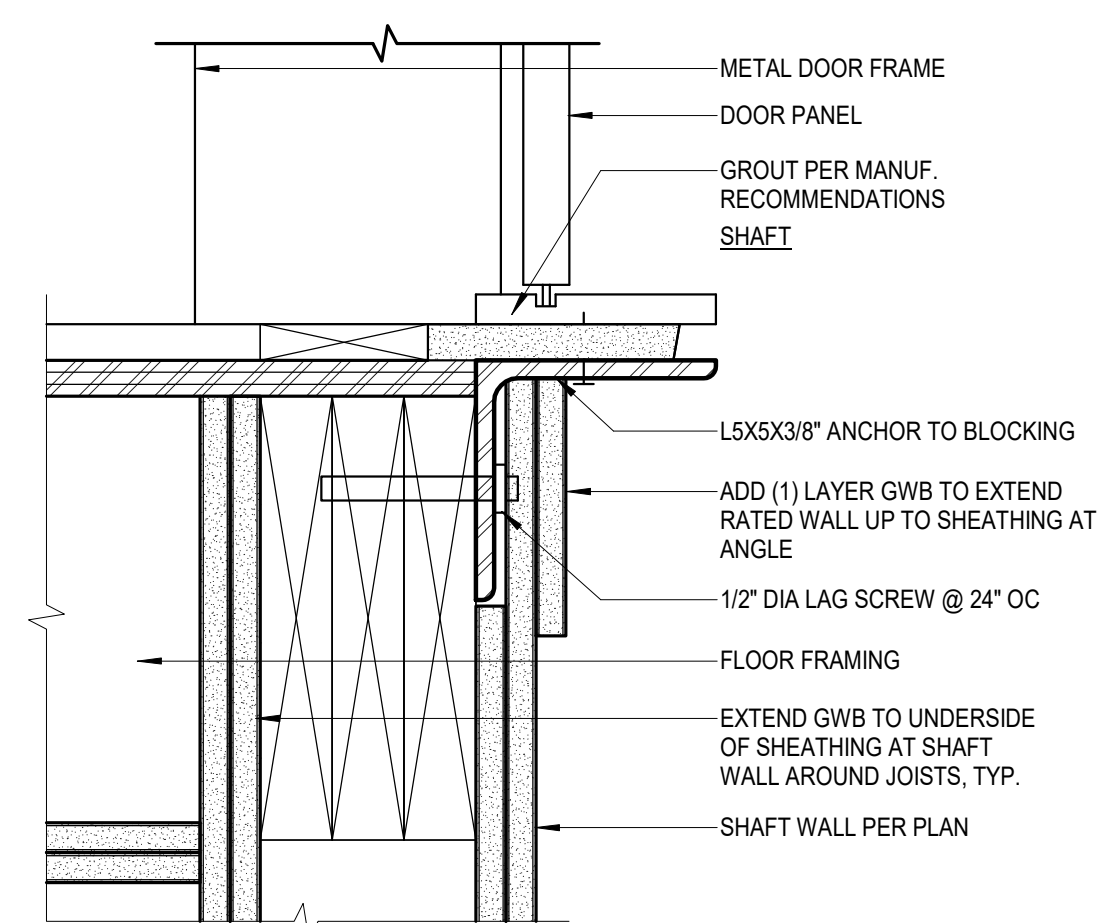 METAL DOOR FRAME
DOOR PANEL
GROUT PER MANUF.
RECOMMENDATIONS
SHAFT
L5X5X3/8" ANCHOR TO BLOCKING
ADD (1) LAYER GWB TO EXTEND
RATED WALL UP TO SHEATHING AT
ANGLE
1/2" DIA LAG SCREW @ 24" OC
FLOOR FRAMING
EXTEND GWB TO UNDERSIDE
OF SHEATHING AT SHAFT
WALL AROUND JOISTS, TYP.
SHAFT WALL PER PLAN